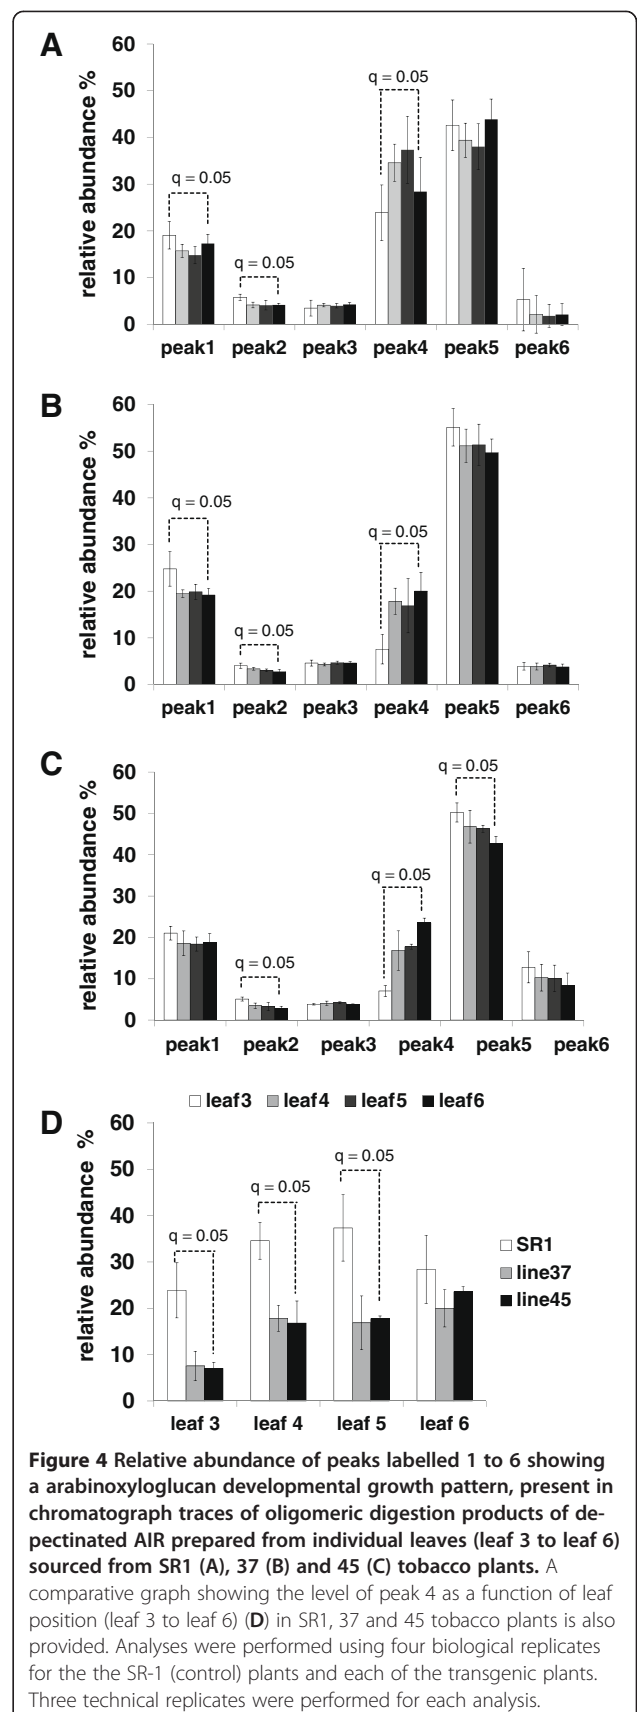 A
relative abundance %
60
50
40
30
20
10
0
q = 0.05
q = 0.05
q = 0.05
peak1 peak2 peak3 peak4 peak5 peak6
B
relative abundance %
60
50
40
30
20
10
0
q = 0.05
q = 0.05
q = 0.05
peak1 peak2 peak3 peak4 peak5 peak6
C
relative abundance %
60
50
40
30
20
10
0
q = 0.05
q = 0.05
q = 0.05
peak1 peak2 peak3 peak4 peak5 peak6
leaf3 leaf4 leaf5 leaf6
D
relative abundance %
60
50
40
30
20
10
0
q = 0.05
q = 0.05
q = 0.05
SR1
line37
line45
leaf 3 leaf 4 leaf 5 leaf 6
Figure 4 Relative abundance of peaks labelled 1 to 6 showing
a arabinoxyloglucan developmental growth pattern, present in
chromatograph traces of oligomeric digestion products of de-
pectinated AIR prepared from individual leaves (leaf 3 to leaf 6)
sourced from SR1 (A), 37 (B) and 45 (C) tobacco plants. A
comparative graph showing the level of peak 4 as a function of leaf
position (leaf 3 to leaf 6) (D) in SR1, 37 and 45 tobacco plants is also
provided. Analyses were performed using four biological replicates
for the the SR-1 (control) plants and each of the transgenic plants.
Three technical replicates were performed for each analysis.